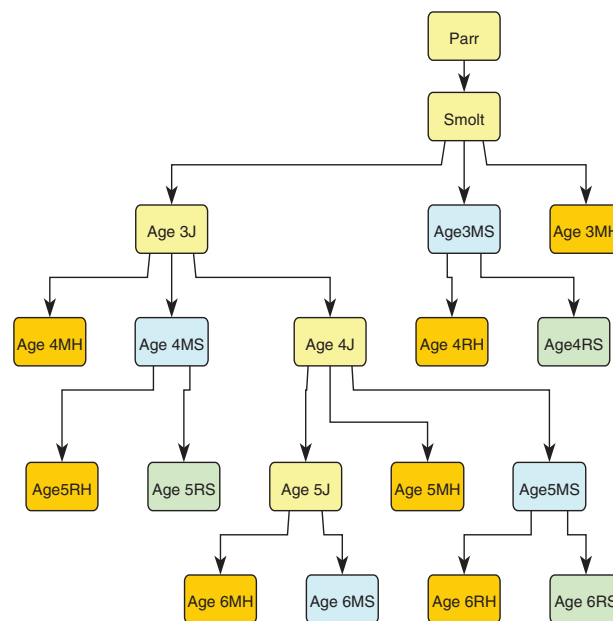 Parr
Smolt
Age 3J
Age3MS
Age 3MH
Age 4MH
Age 4MS
Age 4J
Age 4RH
Age4RS
Age5RH
Age 5RS
Age 5J
Age 5MH
Age5MS
Age 6MH
Age 6MS
Age 6RH
Age 6RS